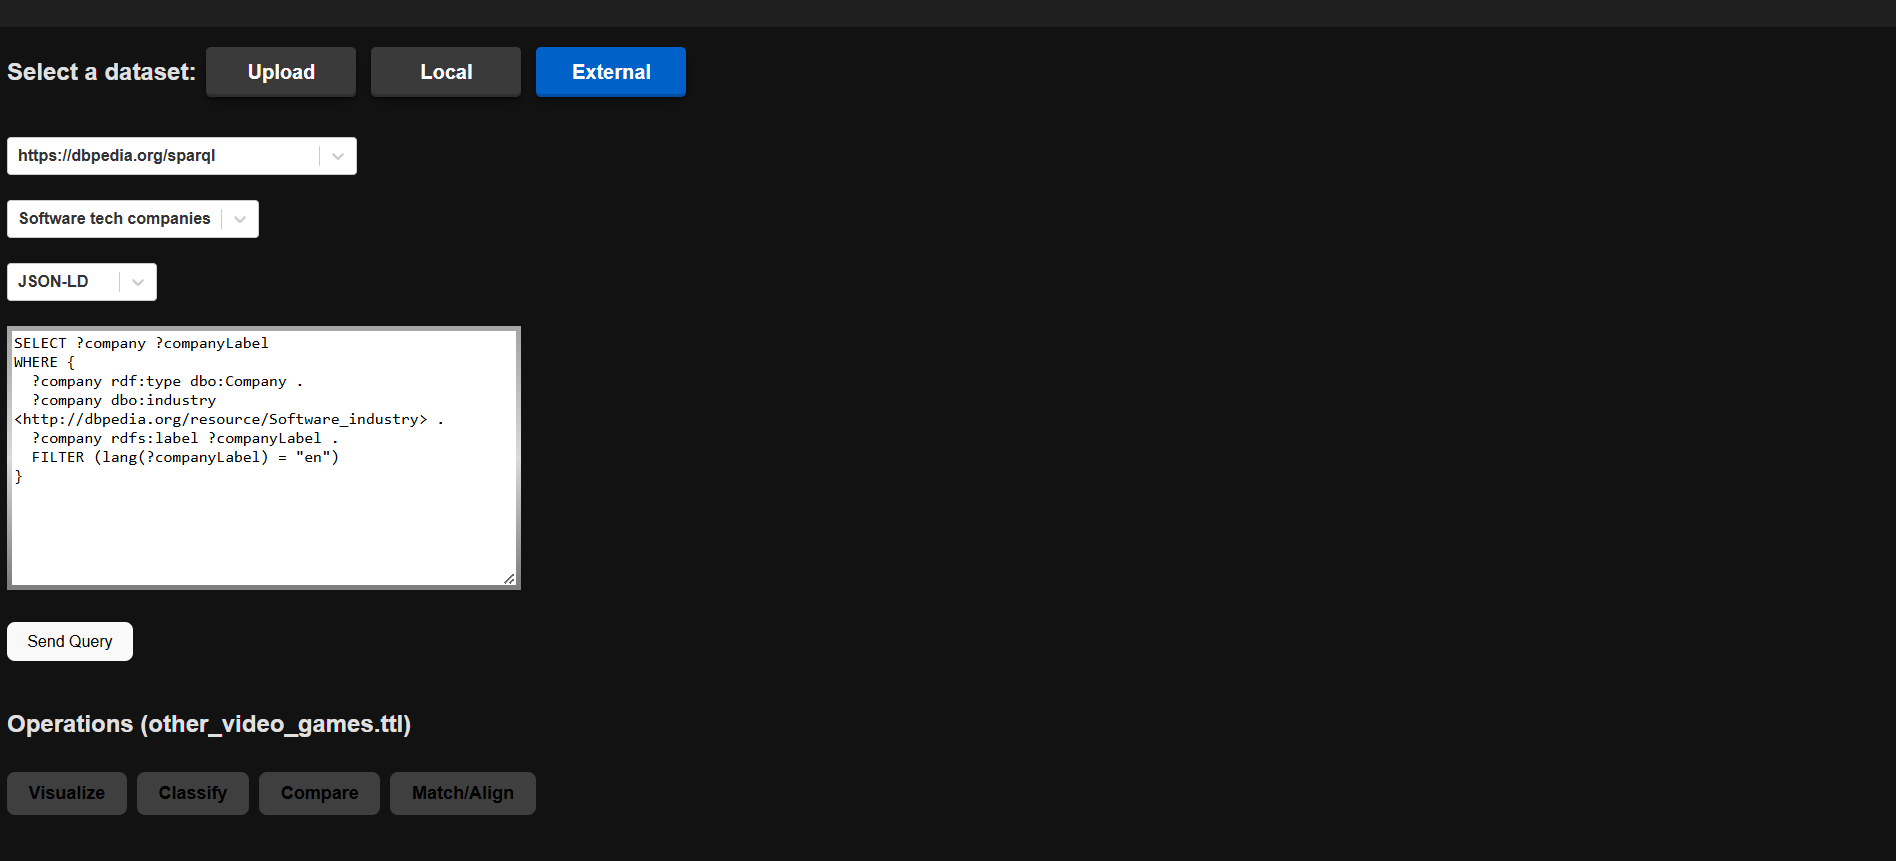 Select a dataset: Upload Local External
https://dbpedia.org/sparql
Software tech companies
JSON-LD
SELECT ?company ?companyLabel
WHERE {
  ?company rdf:type dbo:Company .
  ?company dbo:industry
<http://dbpedia.org/resource/Software_industry> .
  ?company rdfs:label ?companyLabel .
  FILTER (lang(?companyLabel) = "en")
}
Send Query
Operations (other_video_games.ttl)
Visualize Classify Compare Match/Align